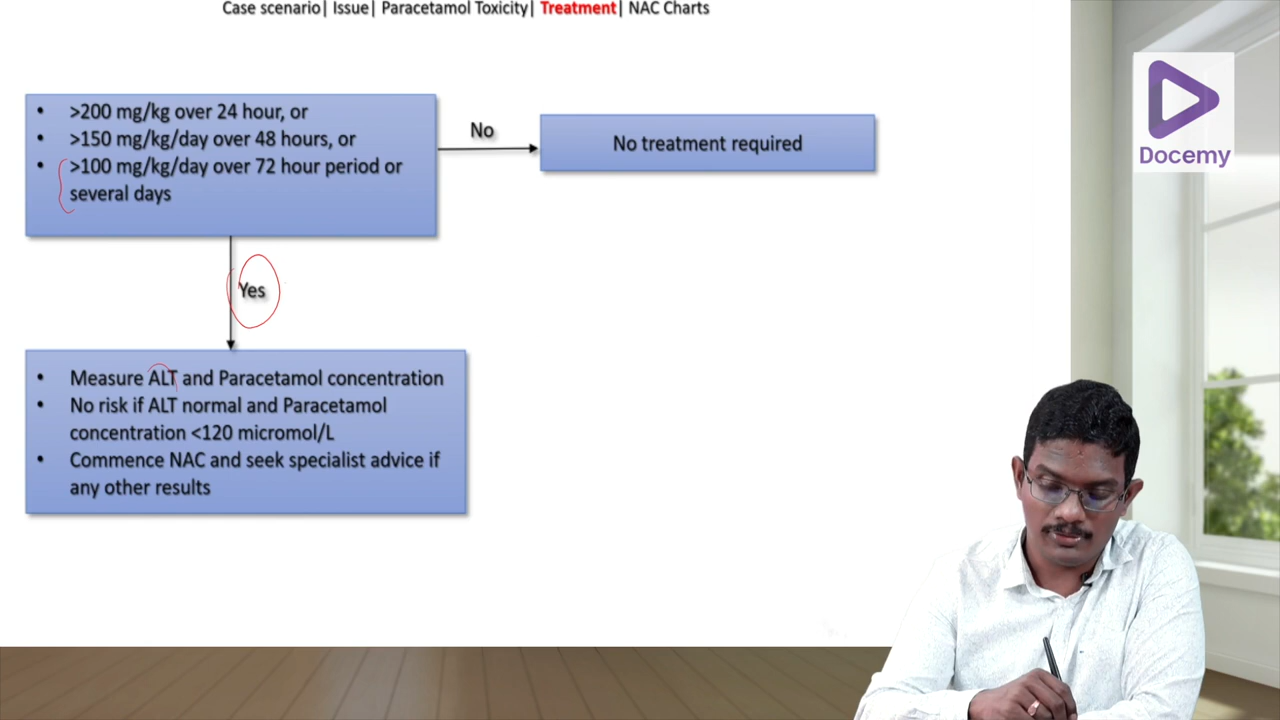 Case scenario| Issue| Paracetamol Toxicity| Treatment| NAC Charts
• >200 mg/kg over 24 hour, or
• >150 mg/kg/day over 48 hours, or
• >100 mg/kg/day over 72 hour period or
several days
No
No treatment required
Yes
• Measure ALT and Paracetamol concentration
• No risk if ALT normal and Paracetamol
concentration <120 micromol/L
• Commence NAC and seek specialist advice if
any other results
Docemy